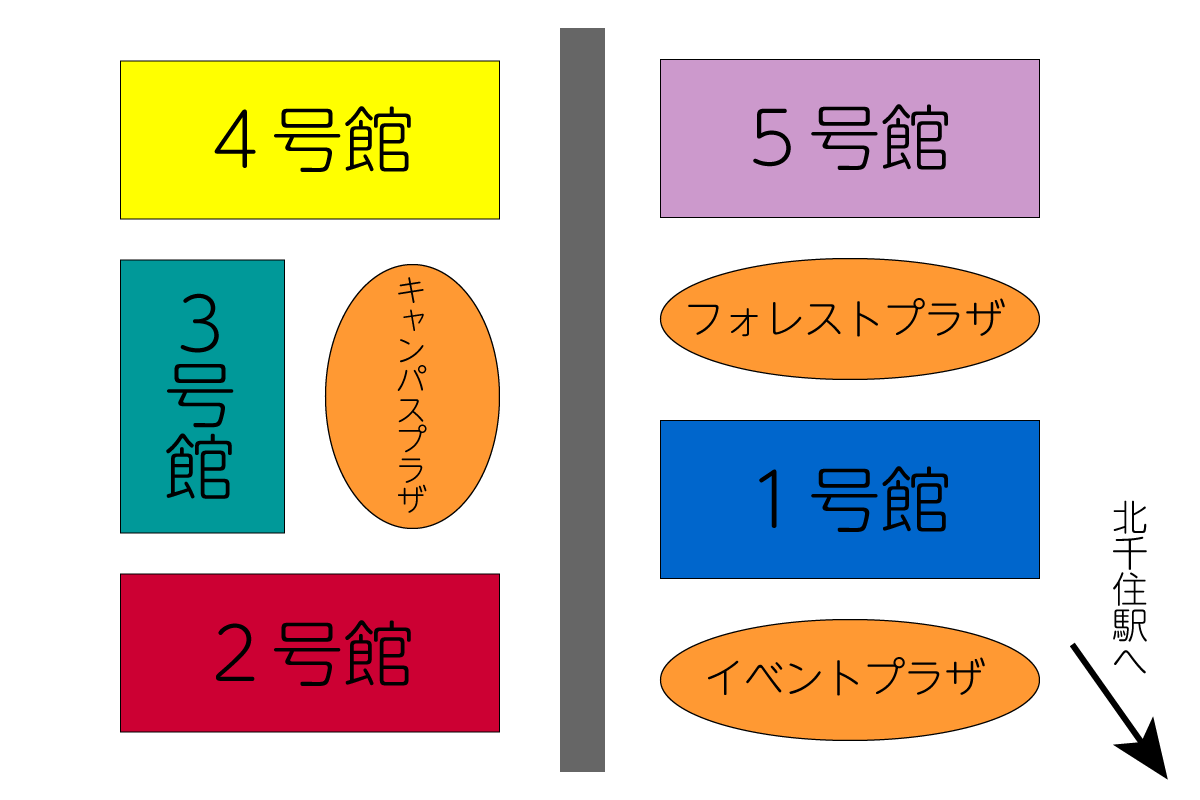 ４号館
５号館
３号館
キャンパスプラザ
フォレストプラザ
１号館
２号館
イベントプラザ
北千住駅へ